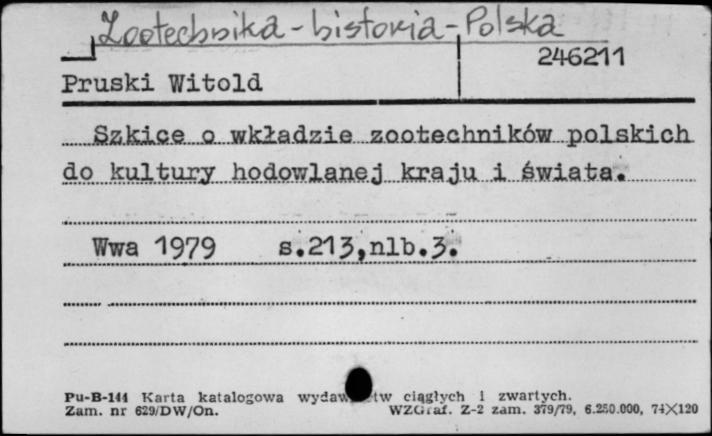 Zootechnika - historia - Polska
246211
Pruski Witold
Szkice o wkładzie zootechników polskich
do kultury hodowlanej kraju i świata.
Wwa 1979 s.213,nlb.3.
Pu-B-144 Karta katalogowa ciągłych i zwartych.
Zam. nr 629/DW/On. WZGraf. Z-2 zam. 379/79, 6.250.000, 74X120